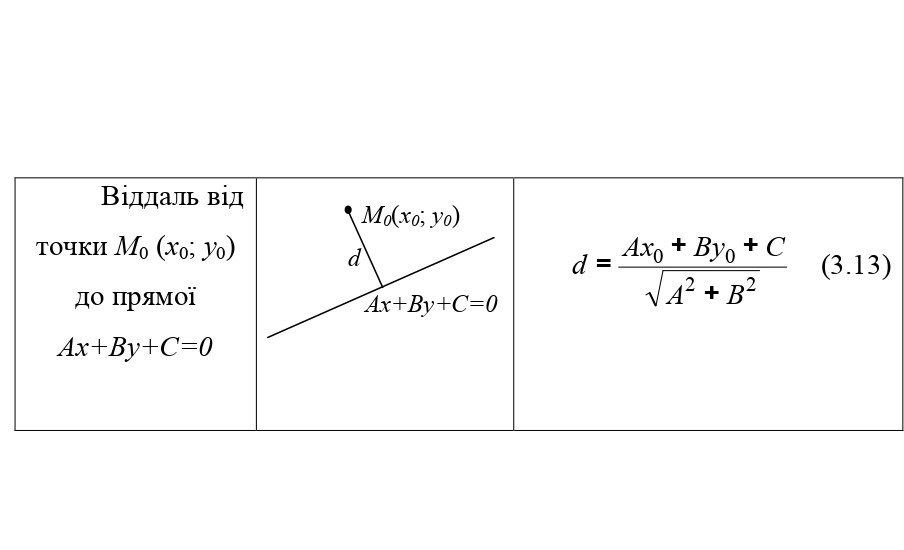 Віддаль від
точки M₀ (x₀; y₀)
до прямої
Ax+By+C=0
M₀(x₀; y₀)
d
Ax+By+C=0
d = (Ax₀ + By₀ + C) / √(A² + B²) (3.13)